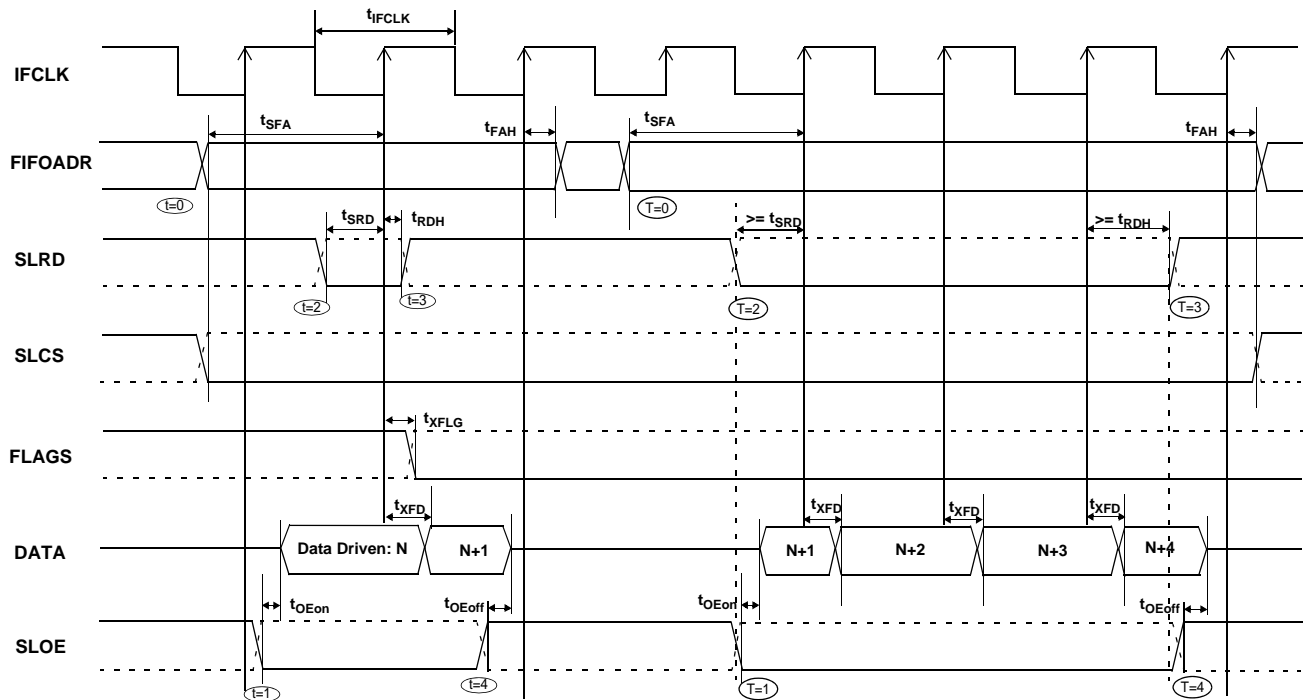 tIFCLK
IFCLK
tSFA
tFAH
tSFA
tFAH
FIFOADR
t=0
T=0
tSRD
tRDH
>= tSRD
>= tRDH
SLRD
t=2
t=3
T=2
T=3
SLCS
tXFLG
FLAGS
tXFD
tXFD
tXFD
tXFD
DATA
Data Driven: N
N+1
N+1
N+2
N+3
N+4
tOEon
tOEoff
tOEon
tOEoff
SLOE
t=1
t=4
T=1
T=4